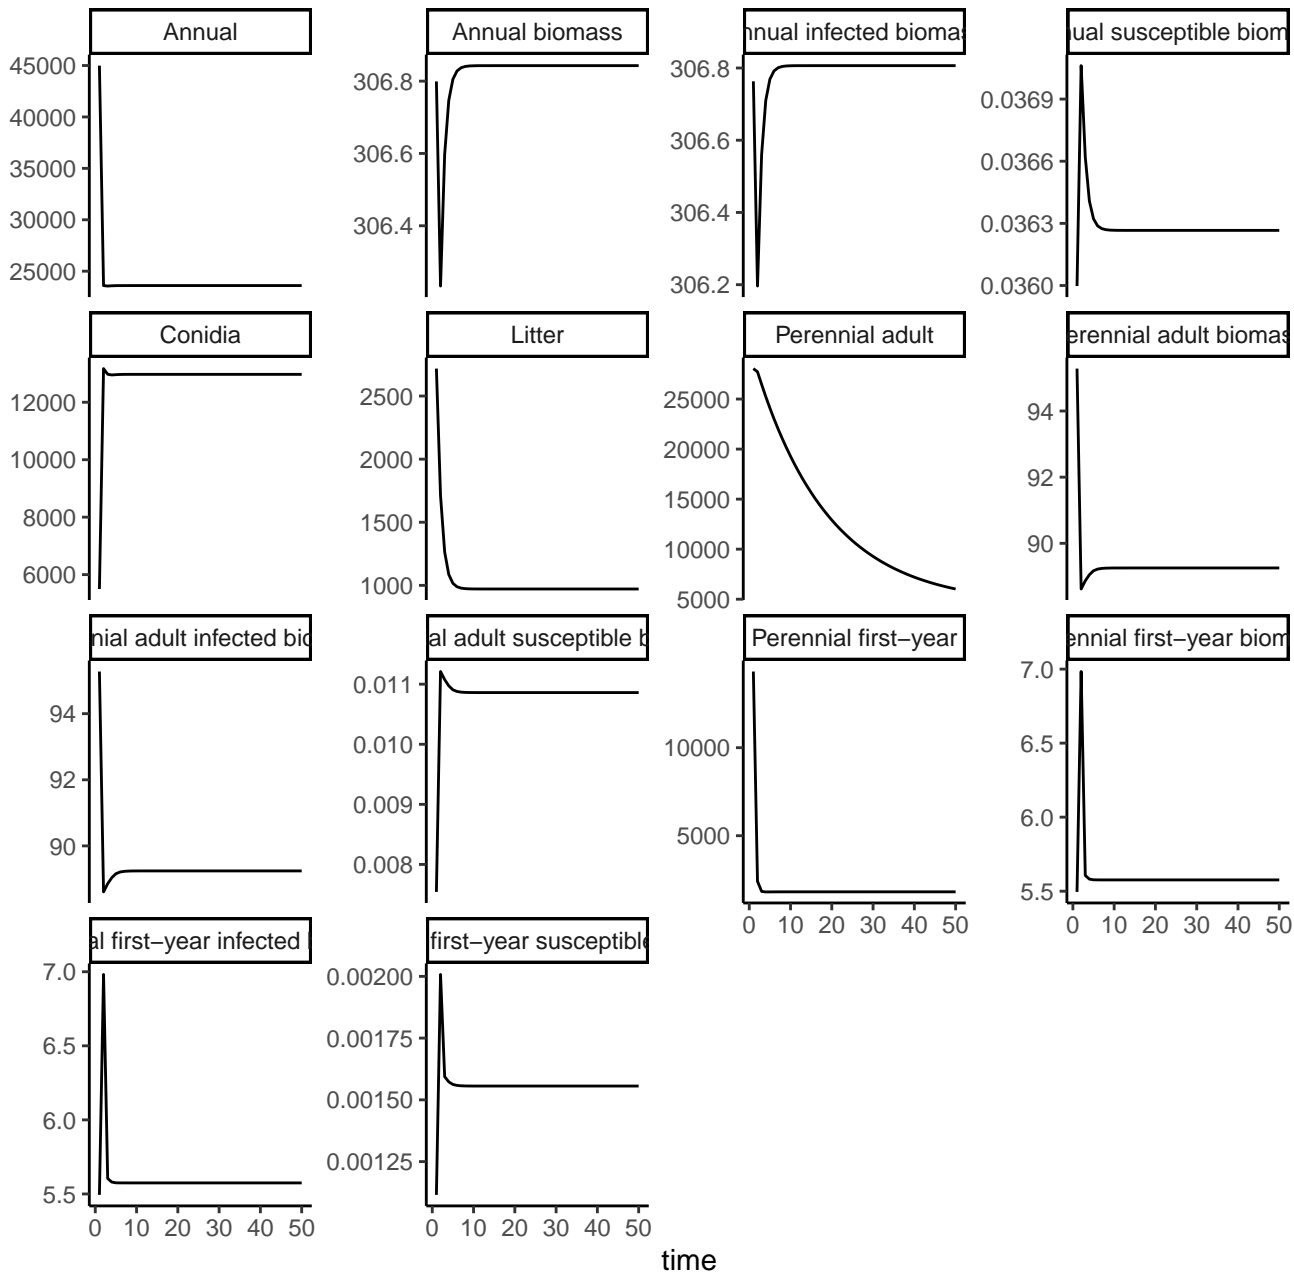 Annual
Annual biomass
nnual infected biomas
ual susceptible biom
45000
40000
35000
30000
25000
306.8
306.6
306.4
306.8
306.6
306.4
306.2
0.0369
0.0366
0.0363
0.0360
Conidia
Litter
Perennial adult
erennial adult biomas
12000
10000
8000
6000
2500
2000
1500
1000
25000
20000
15000
10000
5000
94
92
90
nial adult infected bio
al adult susceptible b
Perennial first−year
ennial first−year biom
94
92
90
0.011
0.010
0.009
0.008
10000
5000
7.0
6.5
6.0
5.5
0 10 20 30 40 50
0 10 20 30 40 50
al first−year infected
first−year susceptible
7.0
6.5
6.0
5.5
0.00200
0.00175
0.00150
0.00125
0 10 20 30 40 50
0 10 20 30 40 50
time